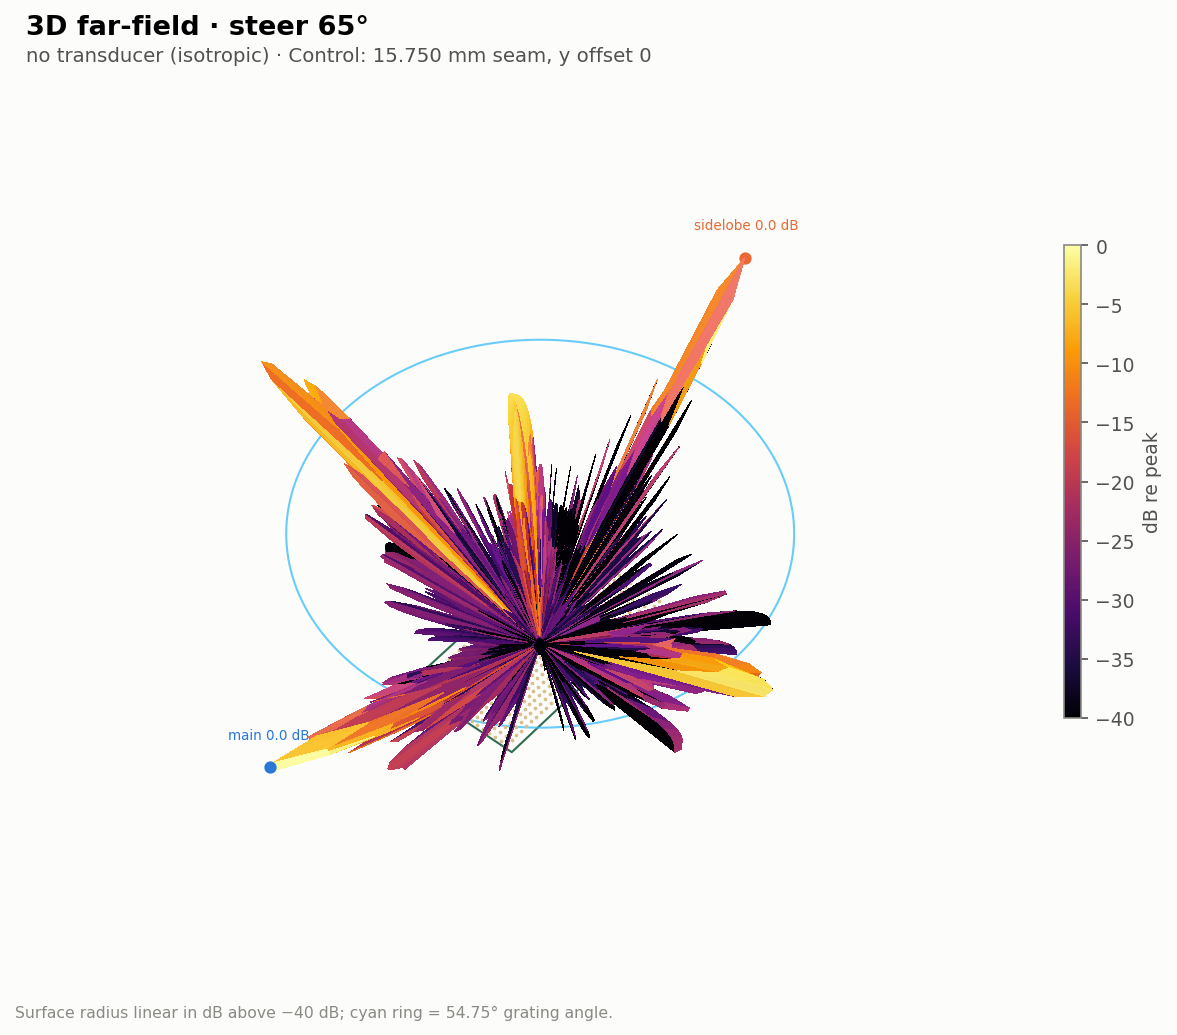 3D far-field · steer 65°
no transducer (isotropic) · Control: 15.750 mm seam, y offset 0
sidelobe 0.0 dB
0
−5
−10
−15
−20
−25
−30
−35
−40
dB re peak
main 0.0 dB
Surface radius linear in dB above −40 dB; cyan ring = 54.75° grating angle.